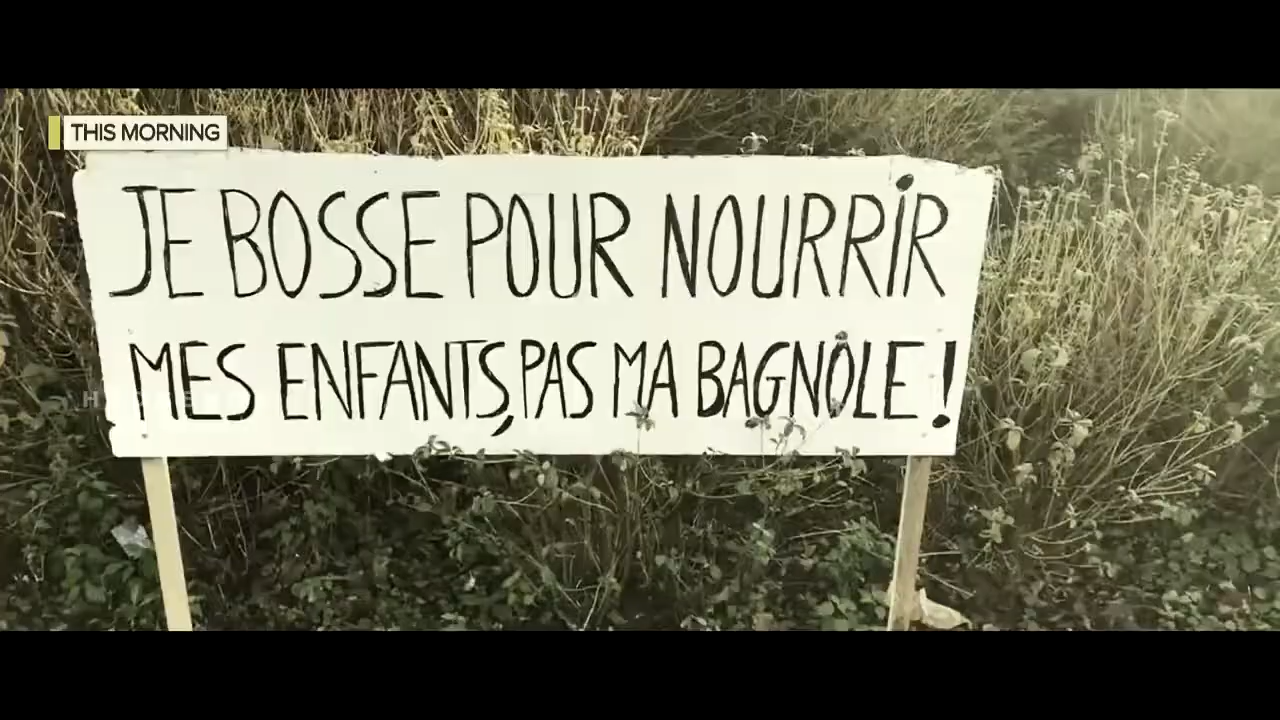 THIS MORNING
JE BOSSE POUR NOURRIR
MES ENFANTS, PAS MA BAGNOLE !